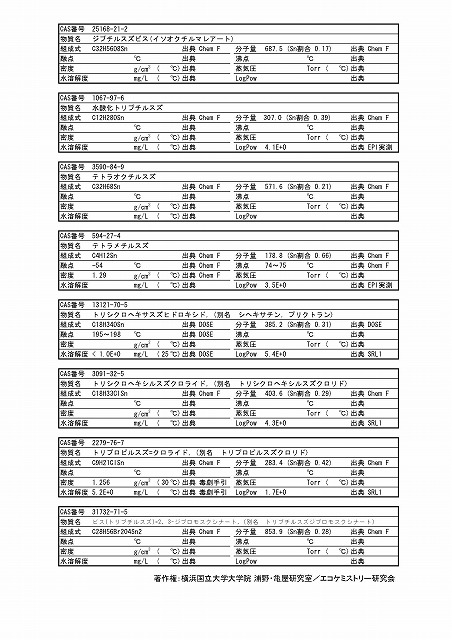 CAS番号 25168-21-2
物質名 ジブチルスズビス(イソオクチルマレアート)
組成式 C32H56O8Sn 出典 Chem F 分子量 687.5 (Sn割合 0.17) 出典 Chem F
融点 ℃ 出典 沸点 ℃ 出典
密度 g/cm³ ( ℃) 出典 蒸気圧 Torr ( ℃) 出典
水溶解度 mg/L ( ℃) 出典 LogPow 出典
CAS番号 1067-97-6
物質名 水酸化トリブチルスズ
組成式 C12H28OSn 出典 Chem F 分子量 307.0 (Sn割合 0.39) 出典 Chem F
融点 ℃ 出典 沸点 ℃ 出典
密度 g/cm³ ( ℃) 出典 蒸気圧 Torr ( ℃) 出典
水溶解度 mg/L ( ℃) 出典 LogPow 4.1E+0 出典 EPI実測
CAS番号 3590-84-9
物質名 テトラオクチルスズ
組成式 C32H68Sn 出典 Chem F 分子量 571.6 (Sn割合 0.21) 出典 Chem F
融点 ℃ 出典 沸点 ℃ 出典
密度 g/cm³ ( ℃) 出典 蒸気圧 Torr ( ℃) 出典
水溶解度 mg/L ( ℃) 出典 LogPow 出典
CAS番号 594-27-4
物質名 テトラメチルスズ
組成式 C4H12Sn 出典 Chem F 分子量 178.8 (Sn割合 0.66) 出典 Chem F
融点 -54 ℃ 出典 Chem F 沸点 74～75 ℃ 出典 Chem F
密度 1.29 g/cm³ ( ℃) 出典 Chem F 蒸気圧 Torr ( ℃) 出典 Chem F
水溶解度 mg/L ( ℃) 出典 LogPow 3.5E+0 出典 EPI実測
CAS番号 13121-70-5
物質名 トリシクロヘキサスズヒドロキシド, (別名 シヘキサチン, プリクトラン)
組成式 C18H34OSn 出典 DOSE 分子量 385.2 (Sn割合 0.31) 出典 DOSE
融点 195～198 ℃ 出典 DOSE 沸点 ℃ 出典
密度 g/cm³ ( ℃) 出典 蒸気圧 Torr ( ℃) 出典
水溶解度 < 1.0E+0 mg/L (25℃) 出典 DOSE LogPow 5.4E+0 出典 SRL1
CAS番号 3091-32-5
物質名 トリシクロヘキシルスズクロライド, (別名 トリシクロヘキシルスズクロリド)
組成式 C18H33ClSn 出典 Chem F 分子量 403.6 (Sn割合 0.29) 出典 Chem F
融点 ℃ 出典 沸点 ℃ 出典
密度 g/cm³ ( ℃) 出典 蒸気圧 Torr ( ℃) 出典
水溶解度 mg/L ( ℃) 出典 LogPow 4.3E+0 出典 SRL1
CAS番号 2279-76-7
物質名 トリプロピルスズ=クロライド, (別名 トリプロピルスズクロリド)
組成式 C9H21ClSn 出典 Chem F 分子量 283.4 (Sn割合 0.42) 出典 Chem F
融点 ℃ 出典 沸点 ℃ 出典
密度 1.256 g/cm³ (30℃) 出典 毒劇手引 蒸気圧 Torr ( ℃) 出典
水溶解度 5.2E+0 mg/L ( ℃) 出典 毒劇手引 LogPow 1.7E+0 出典 SRL1
CAS番号 31732-71-5
物質名 ビス(トリブチルスズ)=2,3-ジブロモスクシナート, (別名 トリブチルスズジブロモスクシナート)
組成式 C28H56Br2O4Sn2 出典 Chem F 分子量 853.9 (Sn割合 0.28) 出典 Chem F
融点 ℃ 出典 沸点 ℃ 出典
密度 g/cm³ ( ℃) 出典 蒸気圧 Torr ( ℃) 出典
水溶解度 mg/L ( ℃) 出典 LogPow 出典
著作権:横浜国立大学大学院 浦野・亀屋研究室/エコケミストリー研究会